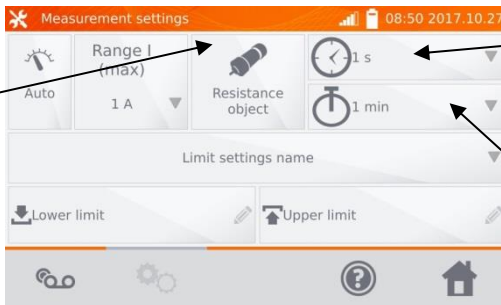 Measurement settings
08:50 2017.10.27
Auto
Range I
(max)
1 A
Resistance
object
1 s
1 min
Limit settings name
Lower limit
Upper limit
?